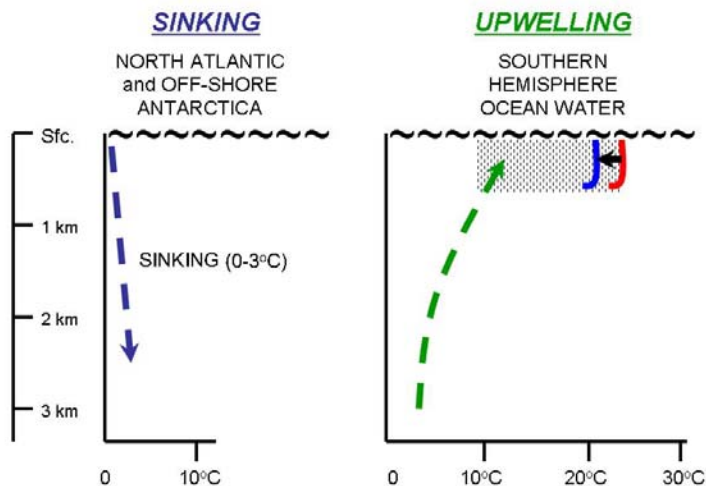 SINKING
NORTH ATLANTIC
and OFF-SHORE
ANTARCTICA
UPWELLING
SOUTHERN
HEMISPHERE
OCEAN WATER
Sfc.
1 km
2 km
3 km
SINKING (0-3°C)
0
10°C
0
10°C
20°C
30°C